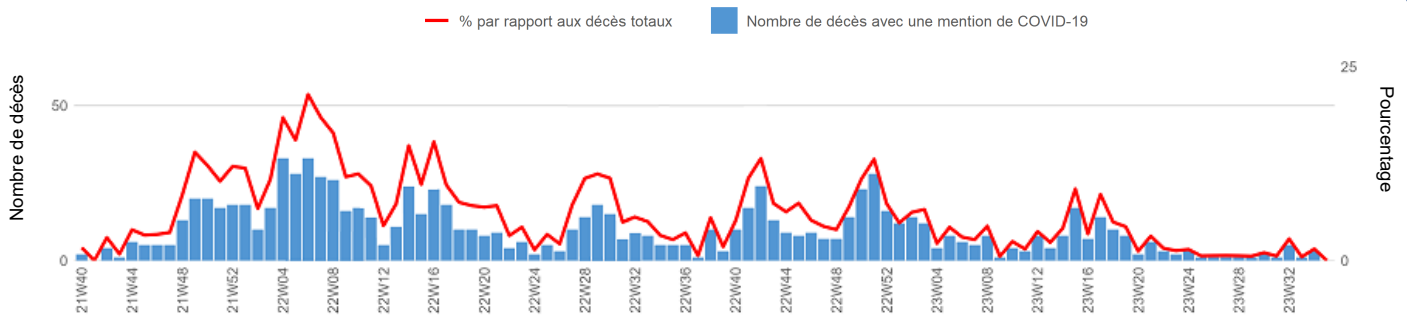 % par rapport aux décès totaux
Nombre de décès avec une mention de COVID-19
25
50
Nombre de décès
Pourcentage
0
0
21W40
21W44
21W48
21W52
22W04
22W08
22W12
22W16
22W20
22W24
22W28
22W32
22W36
22W40
22W44
22W48
22W52
23W04
23W08
23W12
23W16
23W20
23W24
23W28
23W32